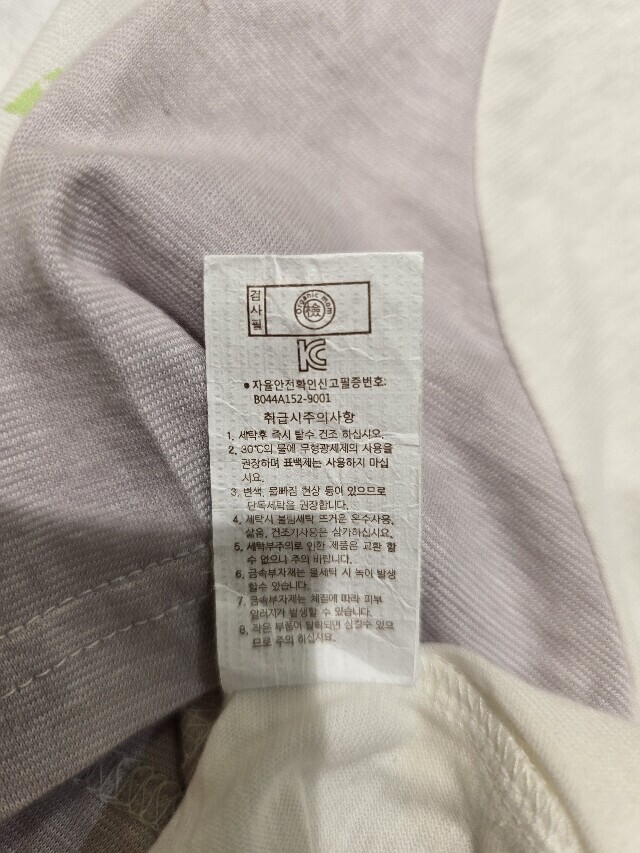 검사필
Organic mom
檢
KC
● 자율안전확인신고필증번호:
B044A152-9001
취급시주의사항
1. 세탁후 즉시 탈수 건조 하십시오.
2. 30℃의 물에 무형광세제의 사용을
권장하며 표백제는 사용하지 마십
시요.
3. 변색, 물빠짐 현상 등이 있으므로
단독세탁을 권장합니다.
4. 세탁시 불림세탁 뜨거운 온수사용,
삶음, 건조기사용은 삼가하십시요.
5. 세탁부주의로 인한 제품은 교환 할
수 없으니 주의 바랍니다.
6. 금속부자재는 물세탁 시 녹이 발생
할수 있습니다.
7. 금속부자재는 체질에 따라 피부
알러지가 발생할 수 있습니다.
8. 작은 부품이 탈락되면 삼킬수 있으
므로 주의 하십시요.